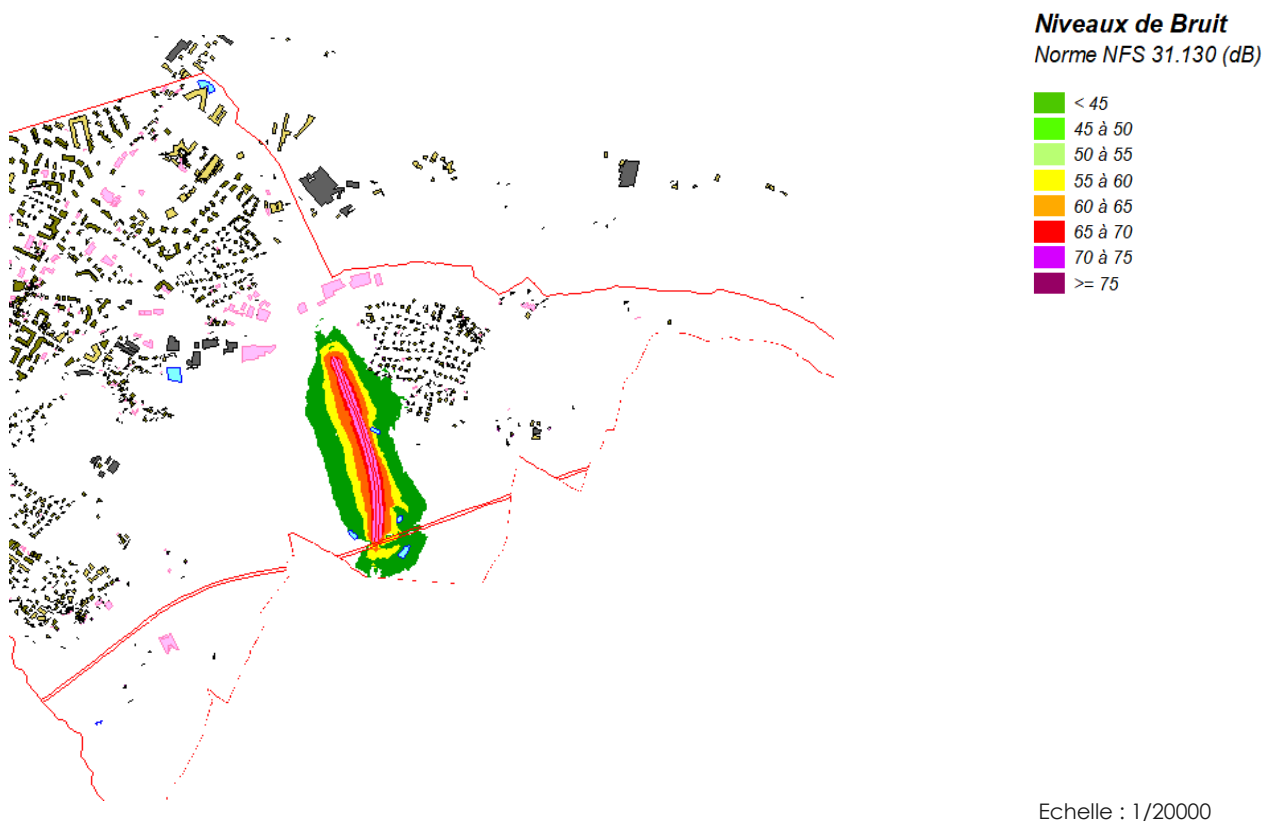 Niveaux de Bruit
Norme NFS 31.130 (dB)
< 45
45 à 50
50 à 55
55 à 60
60 à 65
65 à 70
70 à 75
>= 75
Echelle : 1/20000